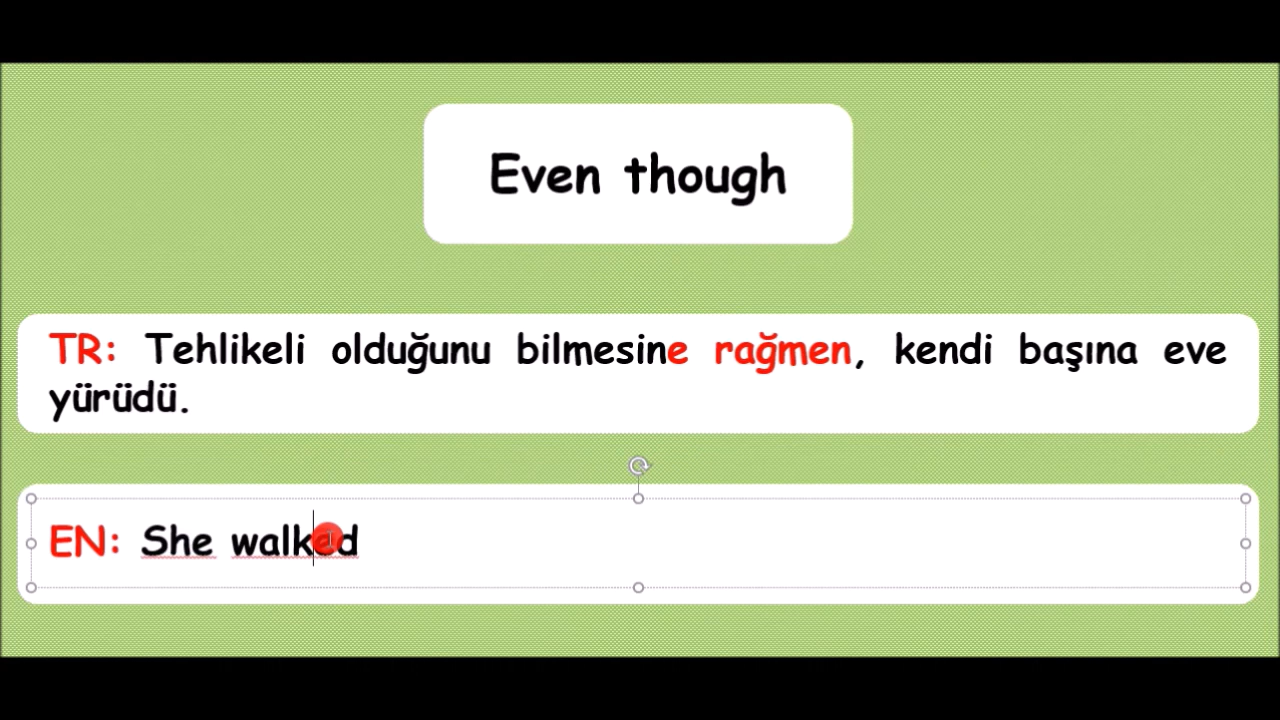 Even though
TR: Tehlikeli olduğunu bilmesine rağmen, kendi başına eve
yürüdü.
EN: She walked